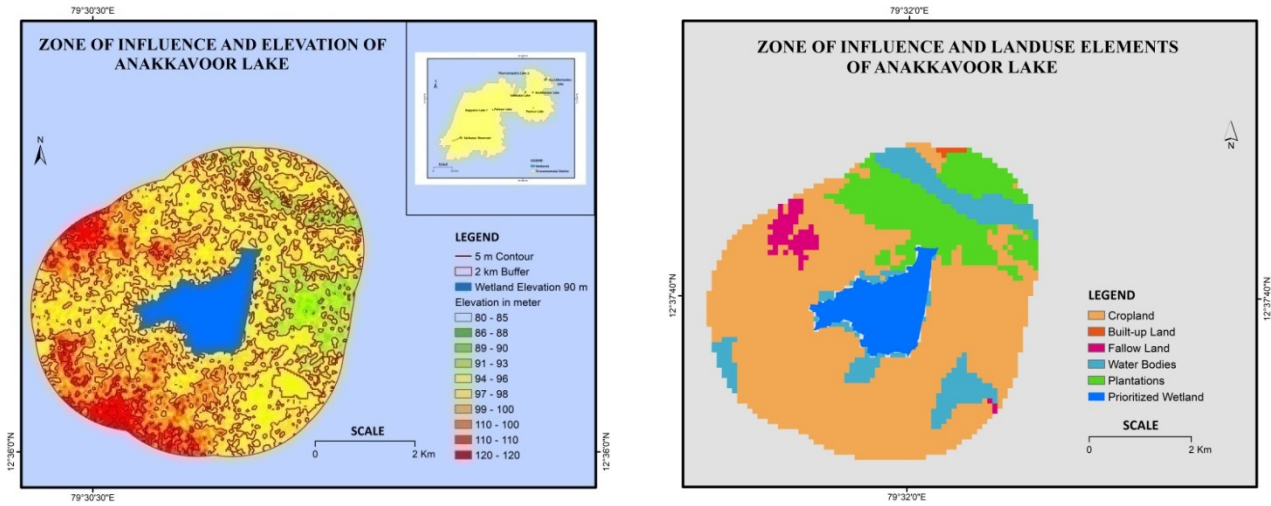 79°30'30"E
ZONE OF INFLUENCE AND ELEVATION OF
ANAKKAVOOR LAKE
N
LEGEND
LEGEND
5 m Contour
2 km Buffer
Wetland Elevation 90 m
Elevation in meter
80 - 85
86 - 88
89 - 90
91 - 93
94 - 96
97 - 98
99 - 100
110 - 100
110 - 110
120 - 120
SCALE
0 2 Km
12°36'0"N
12°36'0"N
79°30'30"E
79°32'0"E
ZONE OF INFLUENCE AND LANDUSE ELEMENTS
OF ANAKKAVOOR LAKE
N
12°37'40"N
12°37'40"N
LEGEND
Cropland
Built-up Land
Fallow Land
Water Bodies
Plantations
Prioritized Wetland
SCALE
0 2 Km
79°32'0"E